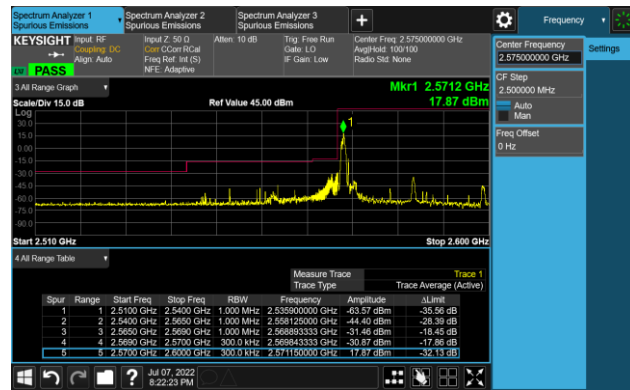 Spectrum Analyzer 1
Spurious Emissions
Spectrum Analyzer 2
Spurious Emissions
Spectrum Analyzer 3
Spurious Emissions
+
Frequency
KEYSIGHT
Input: RF
Coupling: DC
Align: Auto
Input Z: 50 Ω
Corr CCorr RCal
Freq Ref: Int (S)
NFE: Adaptive
Atten: 10 dB
Trig: Free Run
Gate: LO
IF Gain: Low
Center Freq: 2.575000000 GHz
Avg|Hold: 100/100
Radio Std: None
PASS
Center Frequency
2.575000000 GHz
Settings
CF Step
2.500000 MHz
Auto
Man
Freq Offset
0 Hz
3 All Range Graph
Mkr1 2.5712 GHz
17.87 dBm
Scale/Div 15.0 dB
Ref Value 45.00 dBm
Log
30.0
15.0
0.00
-15.0
-30.0
-45.0
-60.0
-75.0
-90.0
1
Start 2.510 GHz
Stop 2.600 GHz
4 All Range Table
Measure Trace Trace 1
Trace Type Trace Average (Active)
Spur Range Start Freq Stop Freq RBW Frequency Amplitude ΔLimit
1 1 2.5100 GHz 2.5400 GHz 1.000 MHz 2.535900000 GHz -63.57 dBm -35.56 dB
2 2 2.5400 GHz 2.5650 GHz 1.000 MHz 2.558125000 GHz -44.40 dBm -28.39 dB
3 3 2.5650 GHz 2.5690 GHz 1.000 MHz 2.568893333 GHz -31.46 dBm -18.45 dB
4 4 2.5690 GHz 2.5700 GHz 300.0 kHz 2.569843333 GHz -30.87 dBm -17.86 dB
5 5 2.5700 GHz 2.6000 GHz 300.0 kHz 2.571150000 GHz 17.87 dBm -32.13 dB
?
Jul 07, 2022
8:22:23 PM